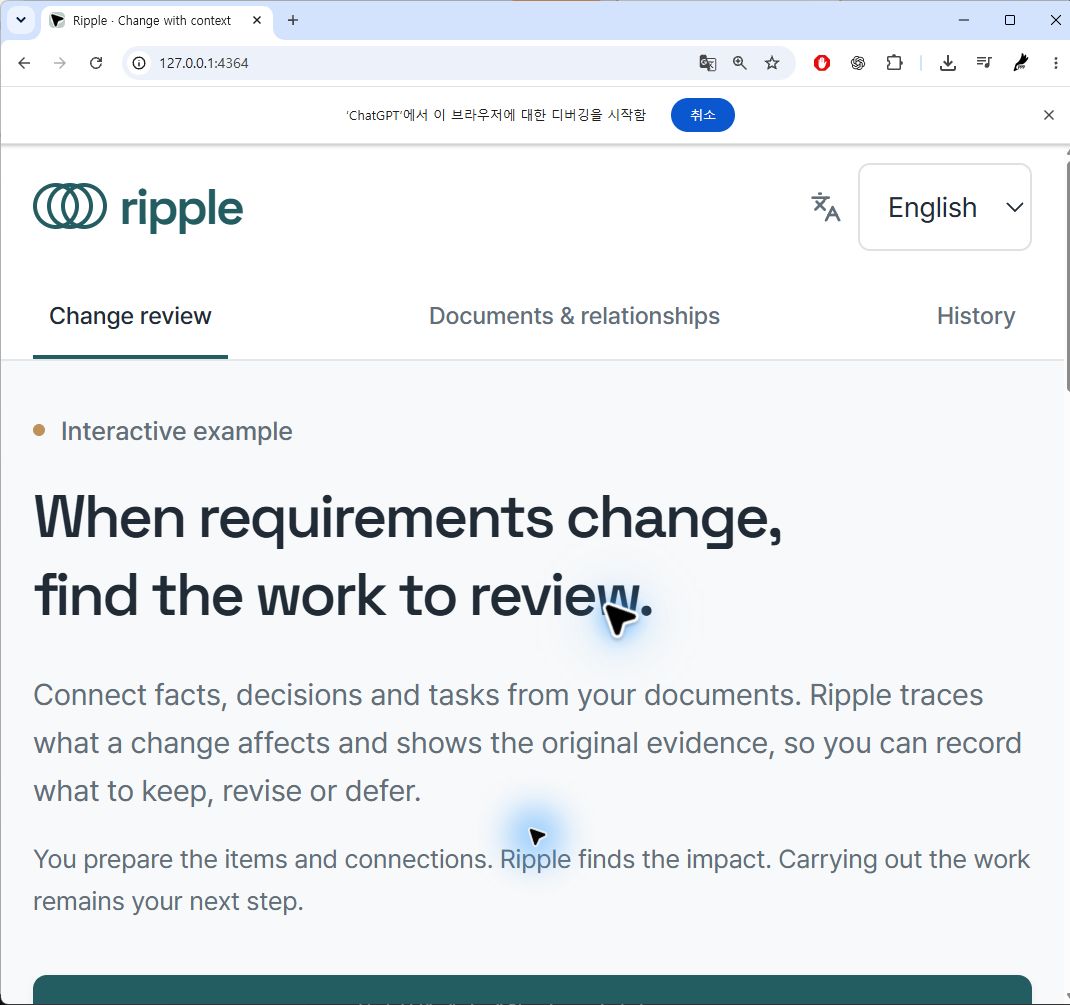 Ripple · Change with context
127.0.0.1:4364
'ChatGPT'에서 이 브라우저에 대한 디버깅을 시작함
취소
ripple
English
Change review
Documents & relationships
History
Interactive example
When requirements change,
find the work to review.
Connect facts, decisions and tasks from your documents. Ripple traces
what a change affects and shows the original evidence, so you can record
what to keep, revise or defer.
You prepare the items and connections. Ripple finds the impact. Carrying out the work
remains your next step.